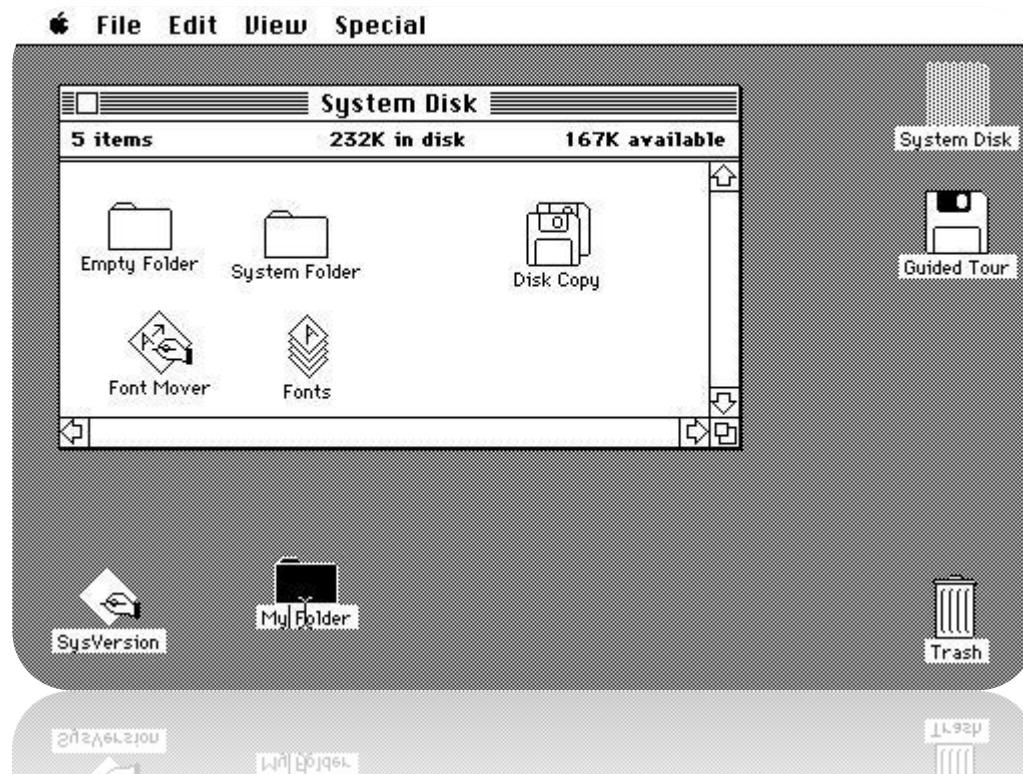 File Edit View Special
System Disk
5 items 232K in disk 167K available
System Disk
Empty Folder
System Folder
Disk Copy
Guided Tour
Font Mover
Fonts
My Folder
SysVersion
Trash
SysVersion
My Folder
Trash